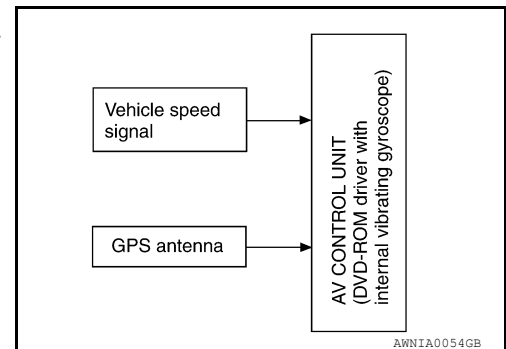 Vehicle speed
signal
GPS antenna
AV CONTROL UNIT
(DVD-ROM driver with
internal vibrating gyroscope)
AWNIA0054GB